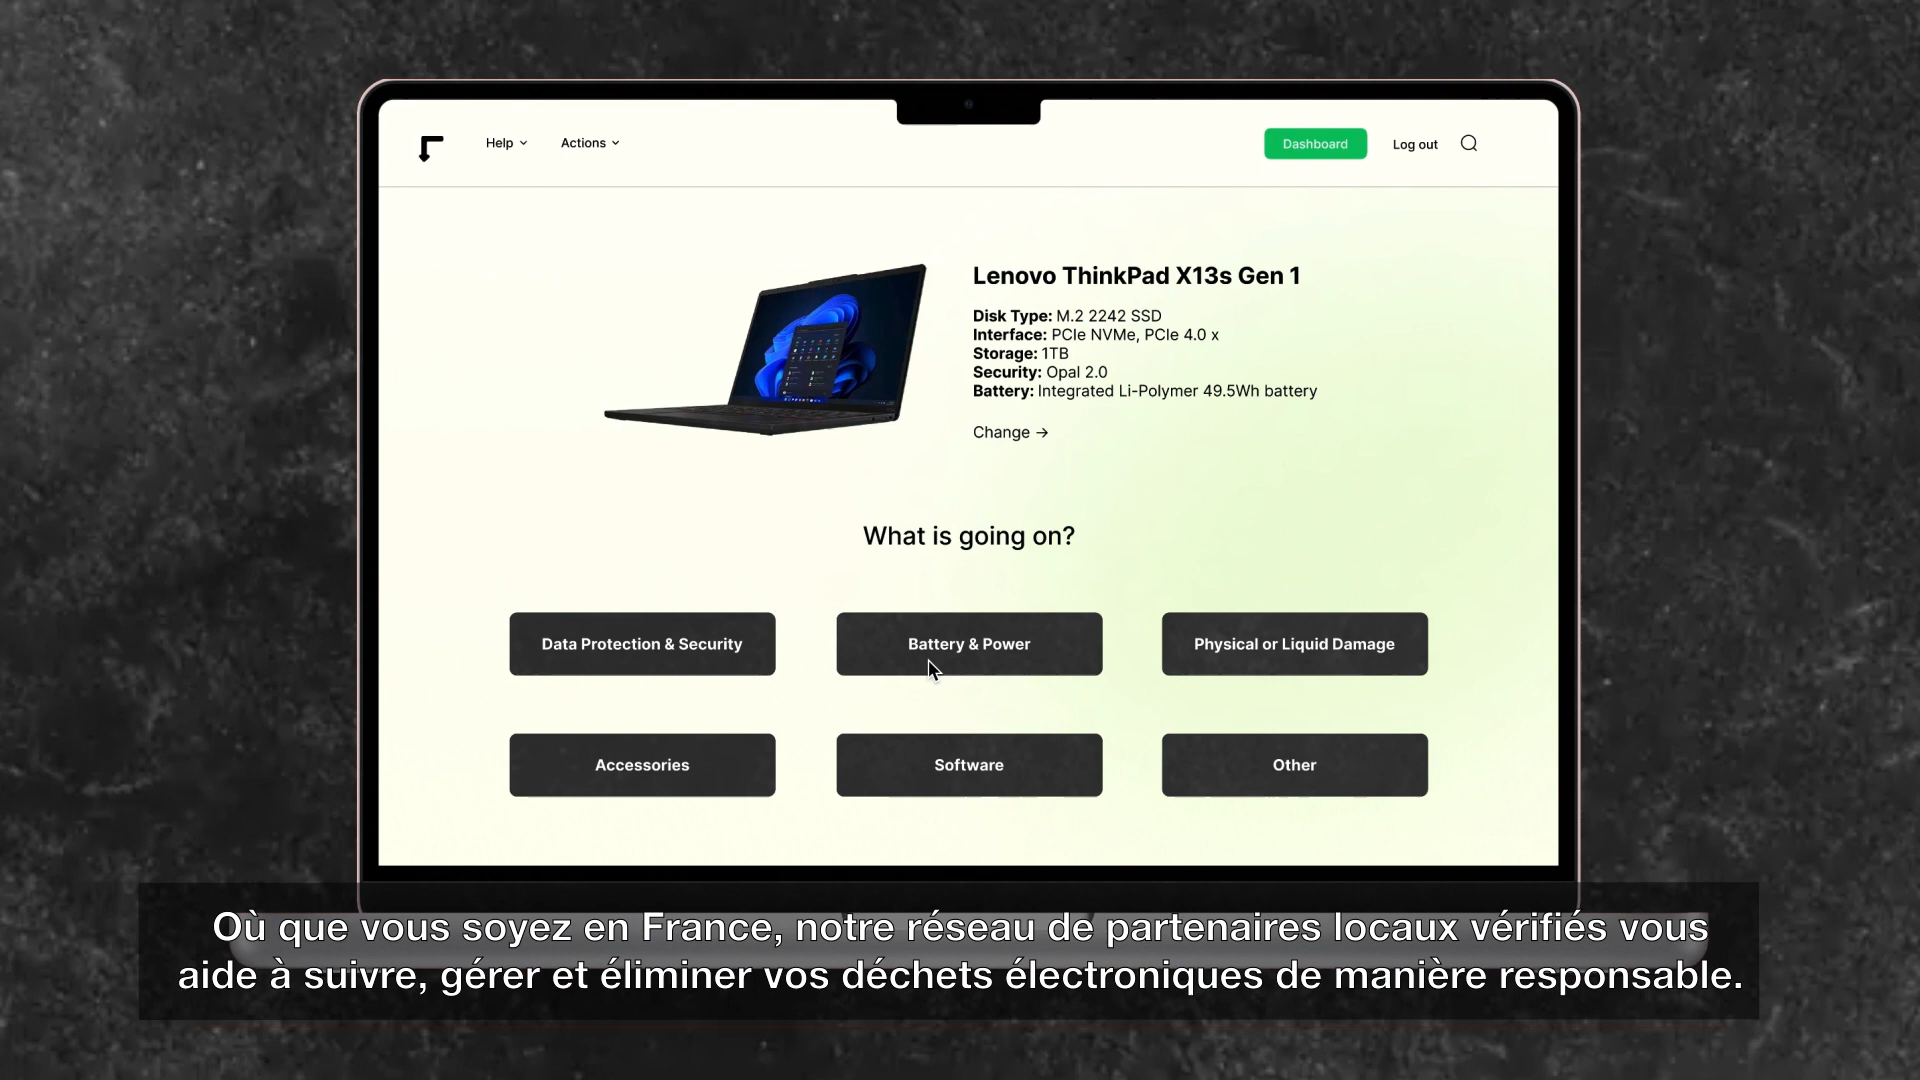 Help
Actions
Dashboard
Log out
Lenovo ThinkPad X13s Gen 1
Disk Type: M.2 2242 SSD
Interface: PCIe NVMe, PCIe 4.0 x
Storage: 1TB
Security: Opal 2.0
Battery: Integrated Li-Polymer 49.5Wh battery
Change →
What is going on?
Data Protection & Security
Battery & Power
Physical or Liquid Damage
Accessories
Software
Other
Où que vous soyez en France, notre réseau de partenaires locaux vérifiés vous
aide à suivre, gérer et éliminer vos déchets électroniques de manière responsable.